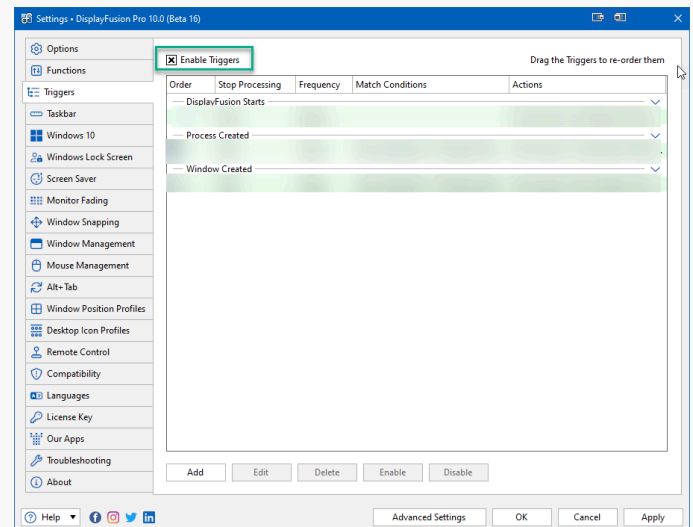 Settings • DisplayFusion Pro 10.0 (Beta 16)
Options
Functions
Triggers
Taskbar
Windows 10
Windows Lock Screen
Screen Saver
Monitor Fading
Window Snapping
Window Management
Mouse Management
Alt+Tab
Window Position Profiles
Desktop Icon Profiles
Remote Control
Compatibility
Languages
License Key
Our Apps
Troubleshooting
About
Enable Triggers
Drag the Triggers to re-order them
Order Stop Processing Frequency Match Conditions Actions
DisplayFusion Starts
Process Created
Window Created
Add Edit Delete Enable Disable
Help
Advanced Settings OK Cancel Apply